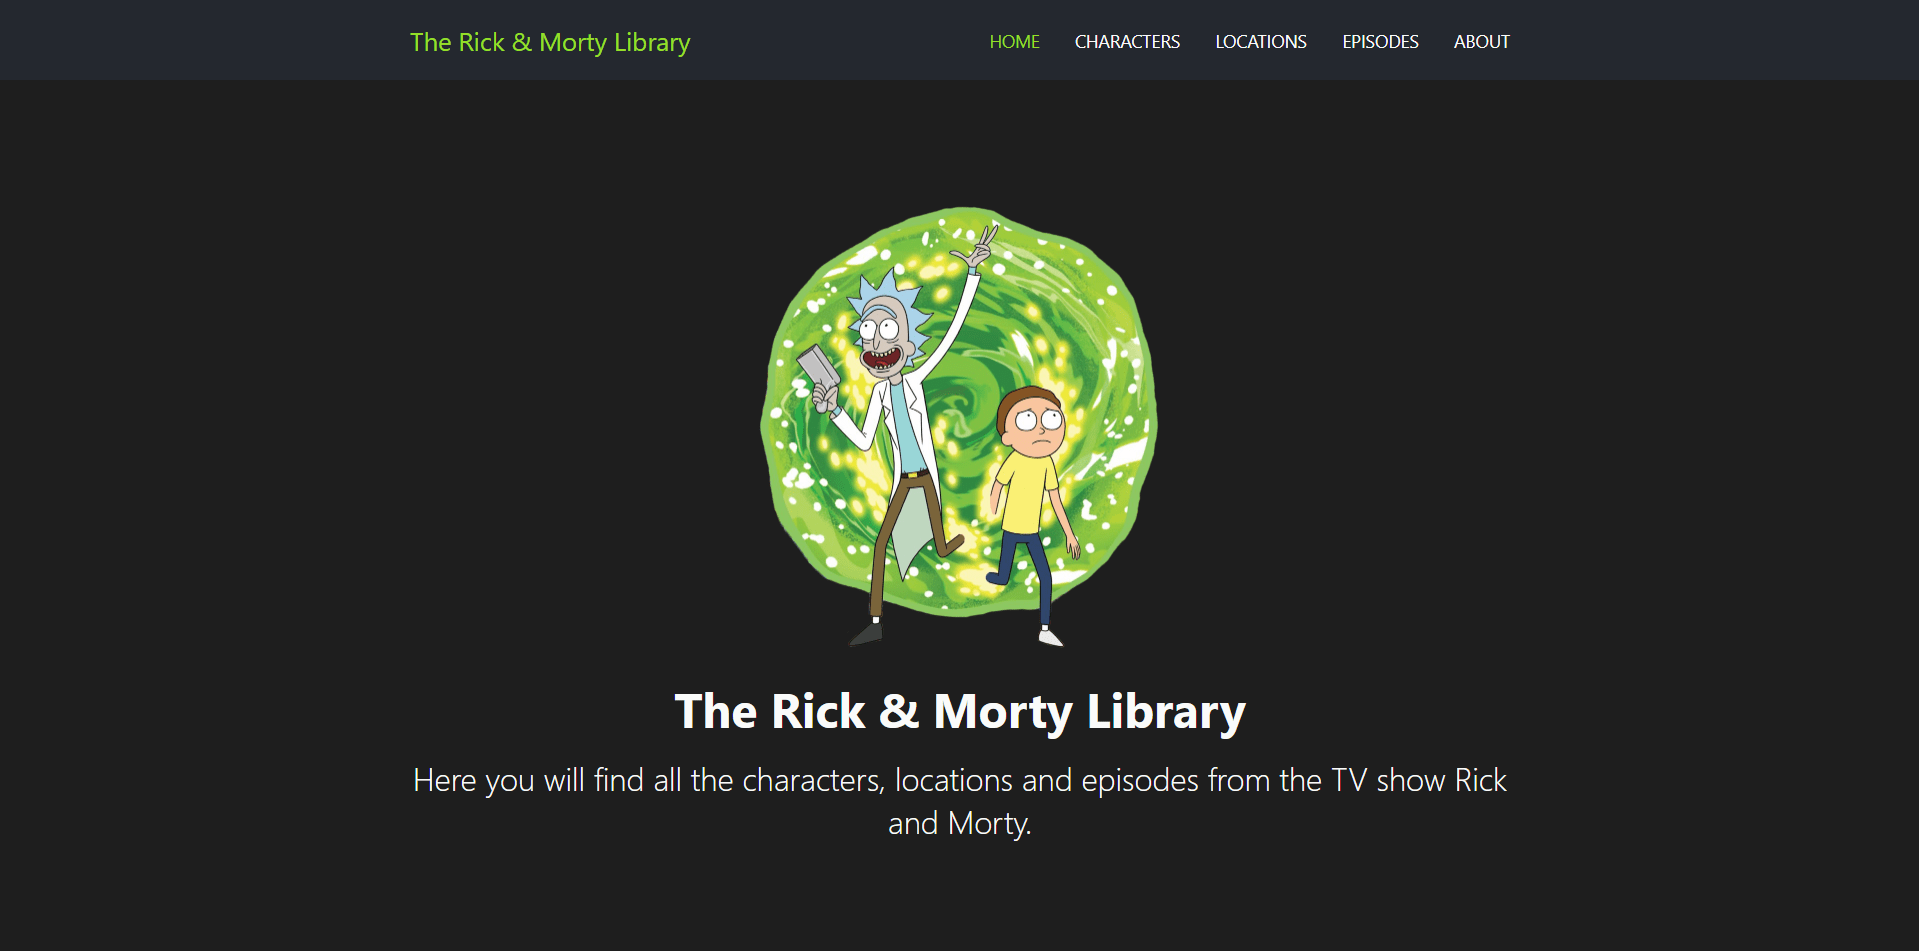 The Rick & Morty Library
HOME CHARACTERS LOCATIONS EPISODES ABOUT
The Rick & Morty Library
Here you will find all the characters, locations and episodes from the TV show Rick
and Morty.